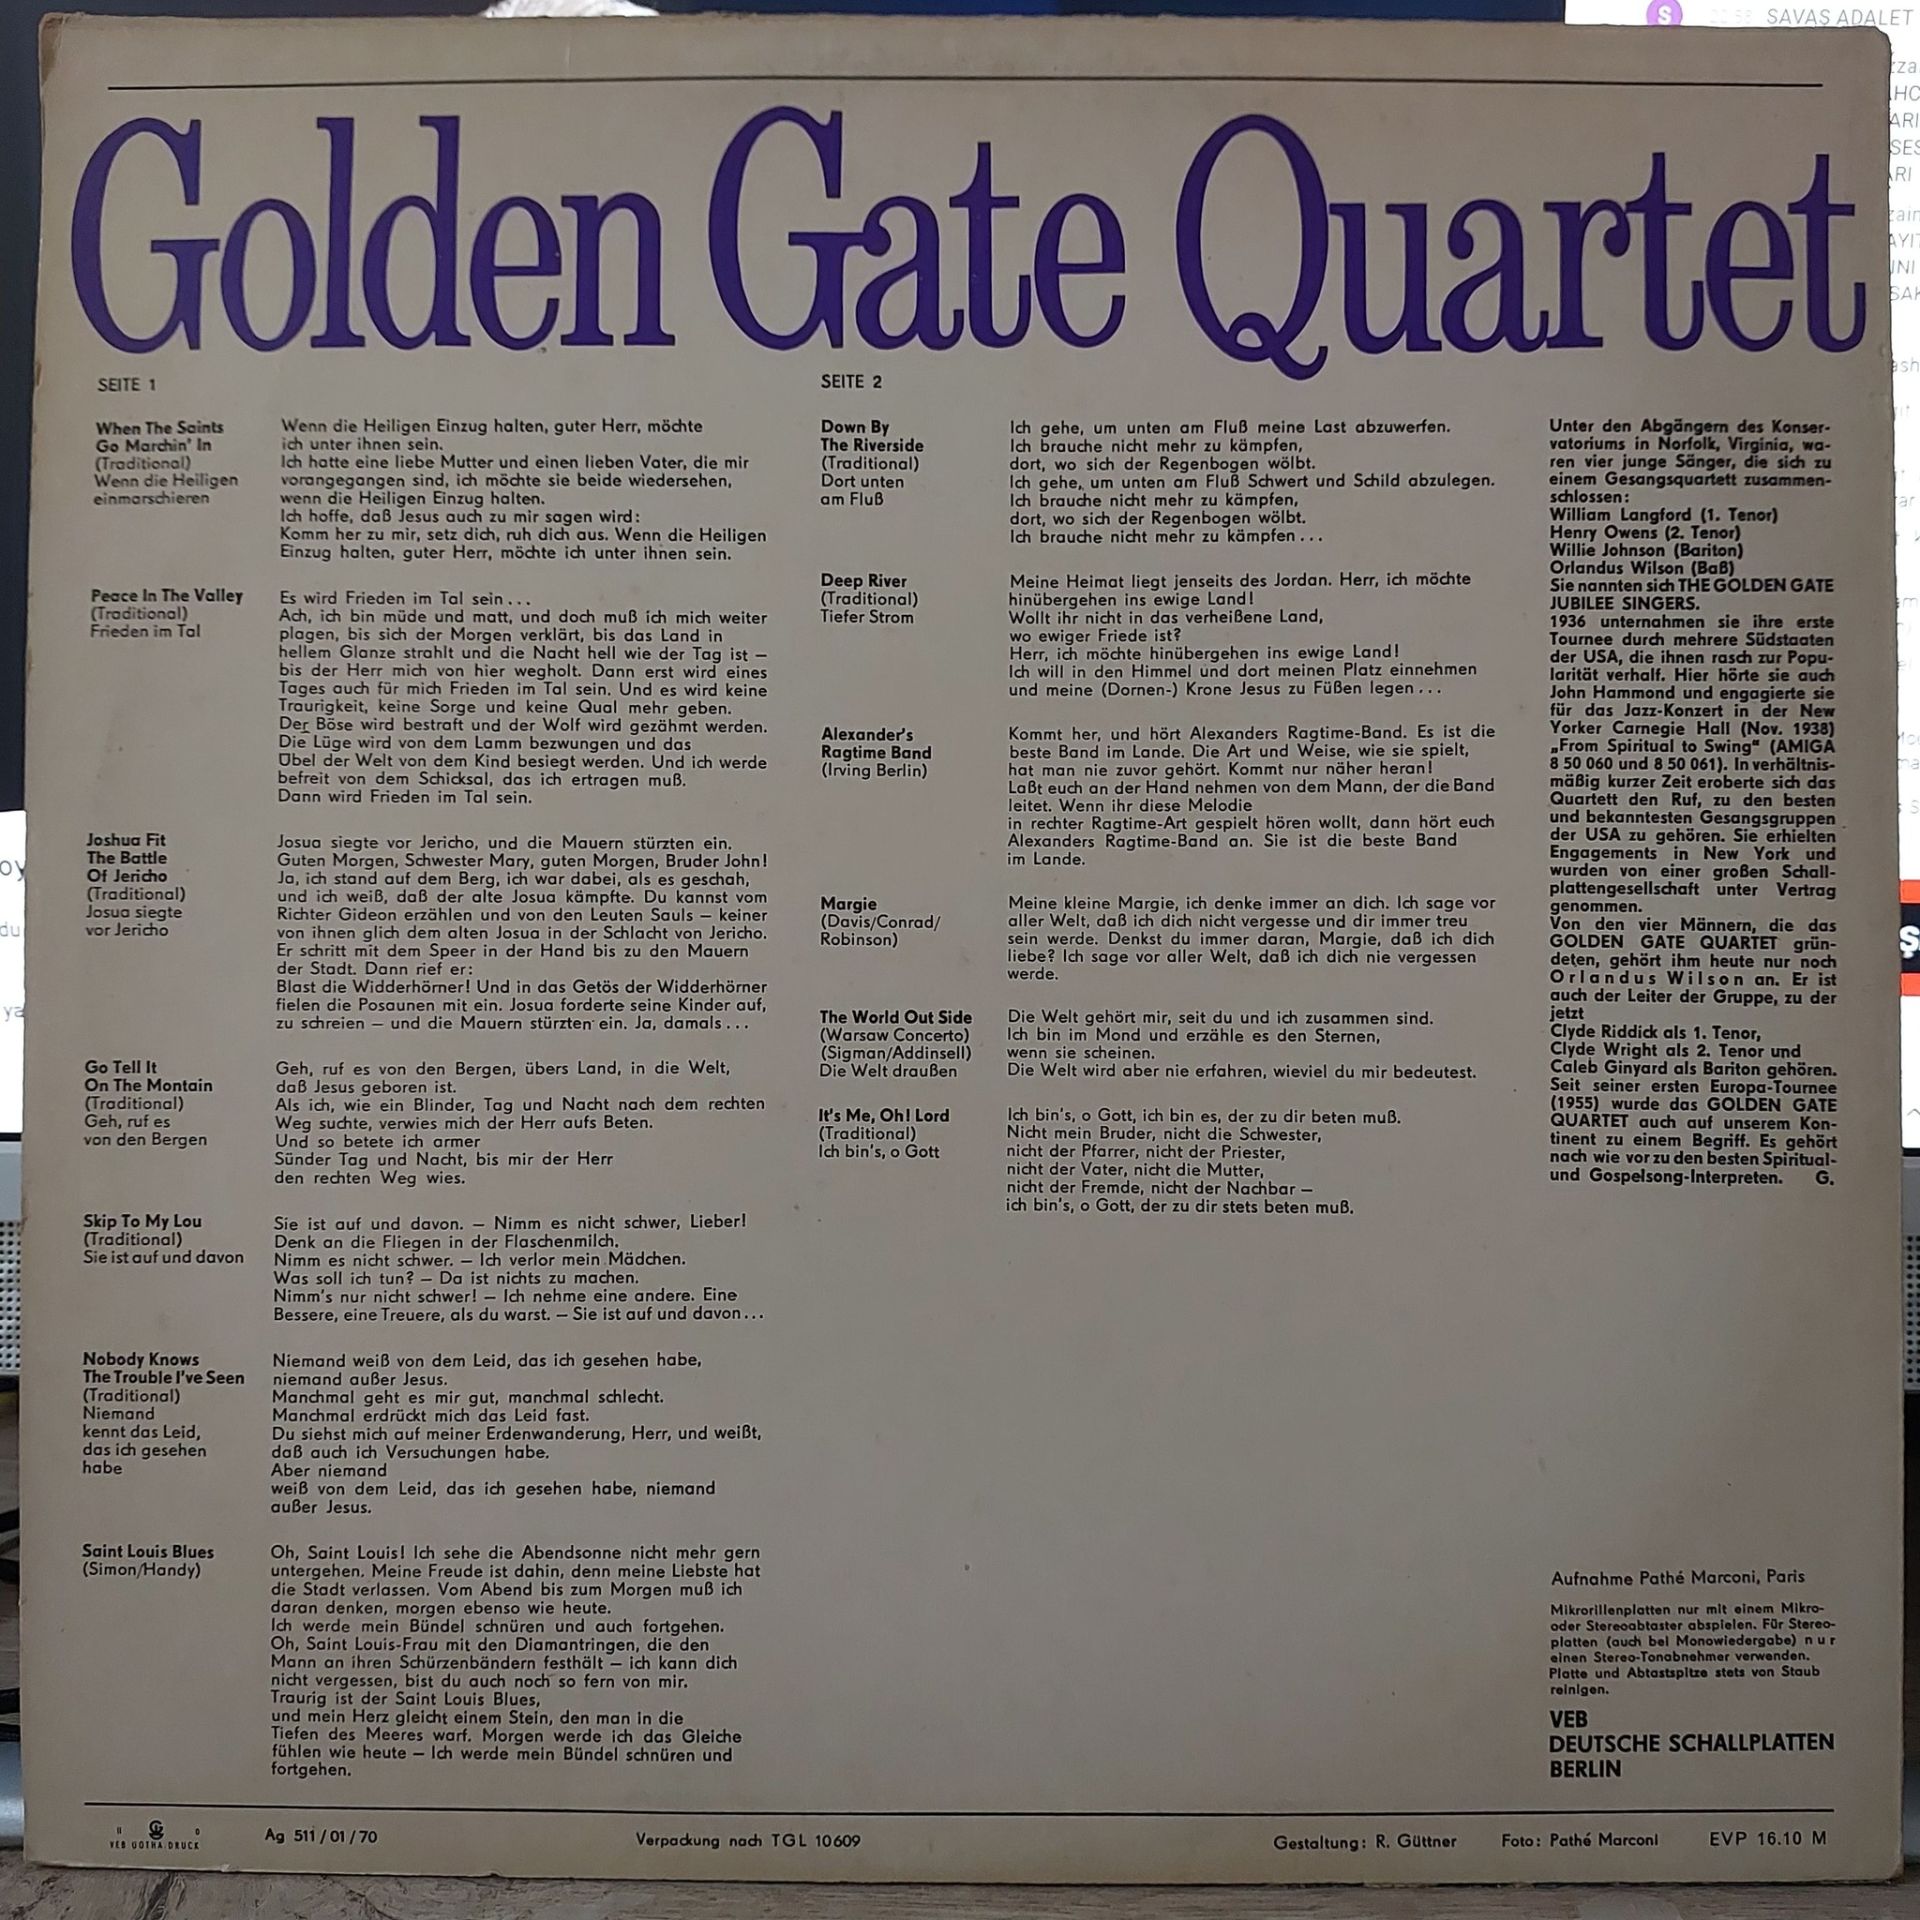 Golden Gate Quartet
SEITE 1
When The Saints
Go Marchin' In
(Traditional)
Wenn die Heiligen
einmarschieren
Wenn die Heiligen Einzug halten, guter Herr, möchte
ich unter ihnen sein.
Ich hatte eine liebe Mutter und einen lieben Vater, die mir
vorangegangen sind, ich möchte sie beide wiedersehen,
wenn die Heiligen Einzug halten.
Ich hoffe, daß Jesus auch zu mir sagen wird:
Komm her zu mir, setz dich, ruh dich aus. Wenn die Heiligen
Einzug halten, guter Herr, möchte ich unter ihnen sein.
Peace In The Valley
(Traditional)
Frieden im Tal
Es wird Frieden im Tal sein...
Ach, ich bin müde und matt, und doch muß ich mich weiter
plagen, bis sich der Morgen verklärt, bis das Land in
hellem Glanze strahlt und die Nacht hell wie der Tag ist –
bis der Herr mich von hier wegholt. Dann erst wird eines
Tages auch für mich Frieden im Tal sein. Und es wird keine
Traurigkeit, keine Sorge und keine Qual mehr geben.
Der Böse wird bestraft und der Wolf wird gezähmt werden.
Die Lüge wird von dem Lamm bezwungen und das
Übel der Welt von dem Kind besiegt werden. Und ich werde
befreit von dem Schicksal, das ich ertragen muß.
Dann wird Frieden im Tal sein.
Joshua Fit
The Battle
Of Jericho
(Traditional)
Josua siegte
vor Jericho
Josua siegte vor Jericho, und die Mauern stürzten ein.
Guten Morgen, Schwester Mary, guten Morgen, Bruder John!
Ja, ich stand auf dem Berg, ich war dabei, als es geschah,
und ich weiß, daß der alte Josua kämpfte. Du kannst vom
Richter Gideon erzählen und von den Leuten Sauls – keiner
von ihnen glich dem alten Josua in der Schlacht von Jericho.
Er schritt mit dem Speer in der Hand bis zu den Mauern
der Stadt. Dann rief er:
Blast die Widderhörner! Und in das Getös der Widderhörner
fielen die Posaunen mit ein. Josua forderte seine Kinder auf,
zu schreien – und die Mauern stürzten ein. Ja, damals...
Go Tell It
On The Montain
(Traditional)
Geh, ruf es
von den Bergen
Geh, ruf es von den Bergen, übers Land, in die Welt,
daß Jesus geboren ist.
Als ich, wie ein Blinder, Tag und Nacht nach dem rechten
Weg suchte, verwies mich der Herr aufs Beten.
Und so betete ich armer
Sünder Tag und Nacht, bis mir der Herr
den rechten Weg wies.
Skip To My Lou
(Traditional)
Sie ist auf und davon
Sie ist auf und davon. – Nimm es nicht schwer, Lieber!
Denk an die Fliegen in der Flaschenmilch.
Nimm es nicht schwer. – Ich verlor mein Mädchen.
Was soll ich tun? – Da ist nichts zu machen.
Nimm's nur nicht schwer! – Ich nehme eine andere. Eine
Bessere, eine Treuere, als du warst. – Sie ist auf und davon...
Nobody Knows
The Trouble I've Seen
(Traditional)
Niemand
kennt das Leid,
das ich gesehen
habe
Niemand weiß von dem Leid, das ich gesehen habe,
niemand außer Jesus.
Manchmal geht es mir gut, manchmal schlecht.
Manchmal erdrückt mich das Leid fast.
Du siehst mich auf meiner Erdenwanderung, Herr, und weißt,
daß auch ich Versuchungen habe.
Aber niemand
weiß von dem Leid, das ich gesehen habe, niemand
außer Jesus.
Saint Louis Blues
(Simon/Handy)
Oh, Saint Louis! Ich sehe die Abendsonne nicht mehr gern
untergehen. Meine Freude ist dahin, denn meine Liebste hat
die Stadt verlassen. Vom Abend bis zum Morgen muß ich
daran denken, morgen ebenso wie heute.
Ich werde mein Bündel schnüren und auch fortgehen.
Oh, Saint Louis-Frau mit den Diamantringen, die den
Mann an ihren Schürzenbändern festhält – ich kann dich
nicht vergessen, bist du auch noch so fern von mir.
Traurig ist der Saint Louis Blues,
und mein Herz gleicht einem Stein, den man in die
Tiefen des Meeres warf. Morgen werde ich das Gleiche
fühlen wie heute – Ich werde mein Bündel schnüren und
fortgehen.
SEITE 2
Down By
The Riverside
(Traditional)
Dort unten
am Fluß
Ich gehe, um unten am Fluß meine Last abzuwerfen.
Ich brauche nicht mehr zu kämpfen,
dort, wo sich der Regenbogen wölbt.
Ich gehe, um unten am Fluß Schwert und Schild abzulegen.
Ich brauche nicht mehr zu kämpfen,
dort, wo sich der Regenbogen wölbt.
Ich brauche nicht mehr zu kämpfen...
Deep River
(Traditional)
Tiefer Strom
Meine Heimat liegt jenseits des Jordan. Herr, ich möchte
hinübergehen ins ewige Land!
Wollt ihr nicht in das verheißene Land,
wo ewiger Friede ist?
Herr, ich möchte hinübergehen ins ewige Land!
Ich will in den Himmel und dort meinen Platz einnehmen
und meine (Dornen-) Krone Jesus zu Füßen legen...
Alexander's
Ragtime Band
(Irving Berlin)
Kommt her, und hört Alexanders Ragtime-Band. Es ist die
beste Band im Lande. Die Art und Weise, wie sie spielt,
hat man nie zuvor gehört. Kommt nur näher heran!
Laßt euch an der Hand nehmen von dem Mann, der die Band
leitet. Wenn ihr diese Melodie
in rechter Ragtime-Art gespielt hören wollt, dann hört euch
Alexanders Ragtime-Band an. Sie ist die beste Band
im Lande.
Margie
(Davis/Conrad/
Robinson)
Meine kleine Margie, ich denke immer an dich. Ich sage vor
aller Welt, daß ich dich nicht vergesse und dir immer treu
sein werde. Denkst du immer daran, Margie, daß ich dich
liebe? Ich sage vor aller Welt, daß ich dich nie vergessen
werde.
The World Out Side
(Warsaw Concerto)
(Sigman/Addinsell)
Die Welt draußen
Die Welt gehört mir, seit du und ich zusammen sind.
Ich bin im Mond und erzähle es den Sternen,
wenn sie scheinen.
Die Welt wird aber nie erfahren, wieviel du mir bedeutest.
It's Me, Oh! Lord
(Traditional)
Ich bin's, o Gott
Ich bin's, o Gott, ich bin es, der zu dir beten muß.
Nicht mein Bruder, nicht die Schwester,
nicht der Pfarrer, nicht der Priester,
nicht der Vater, nicht die Mutter,
nicht der Fremde, nicht der Nachbar –
ich bin's, o Gott, der zu dir stets beten muß.
Unter den Abgängern des Konser-
vatoriums in Norfolk, Virginia, wa-
ren vier junge Sänger, die sich zu
einem Gesangsquartett zusammen-
schlossen:
William Langford (1. Tenor)
Henry Owens (2. Tenor)
Willie Johnson (Bariton)
Orlandus Wilson (Baß)
Sie nannten sich THE GOLDEN GATE
JUBILEE SINGERS.
1936 unternahmen sie ihre erste
Tournee durch mehrere Südstaaten
der USA, die ihnen rasch zur Popu-
larität verhalf. Hier hörte sie auch
John Hammond und engagierte sie
für das Jazz-Konzert in der New
Yorker Carnegie Hall (Nov. 1938)
„From Spiritual to Swing“ (AMIGA
8 50 060 und 8 50 061). In verhältnis-
mäßig kurzer Zeit eroberte sich das
Quartett den Ruf, zu den besten
und bekanntesten Gesangsgruppen
der USA zu gehören. Sie erhielten
Engagements in New York und
wurden von einer großen Schall-
plattengesellschaft unter Vertrag
genommen.
Von den vier Männern, die das
GOLDEN GATE QUARTET grün-
deten, gehört ihm heute nur noch
Orlandus Wilson an. Er ist
auch der Leiter der Gruppe, zu der
jetzt
Clyde Riddick als 1. Tenor,
Clyde Wright als 2. Tenor und
Caleb Ginyard als Bariton gehören.
Seit seiner ersten Europa-Tournee
(1955) wurde das GOLDEN GATE
QUARTET auch auf unserem Kon-
tinent zu einem Begriff. Es gehört
nach wie vor zu den besten Spiritual-
und Gospelsong-Interpreten. G.
Aufnahme Pathé Marconi, Paris
Mikrorillenplatten nur mit einem Mikro-
oder Stereoabtaster abspielen. Für Stereo-
platten (auch bei Monowiedergabe) nur
einen Stereo-Tonabnehmer verwenden.
Platte und Abtastspitze stets von Staub
reinigen.
VEB
DEUTSCHE SCHALLPLATTEN
BERLIN
VEB GOTHA DRUCK
Ag 511/01/70
Verpackung nach TGL 10609
Gestaltung: R. Güttner
Foto: Pathé Marconi
EVP 16.10 M
SAVAŞ ADALET